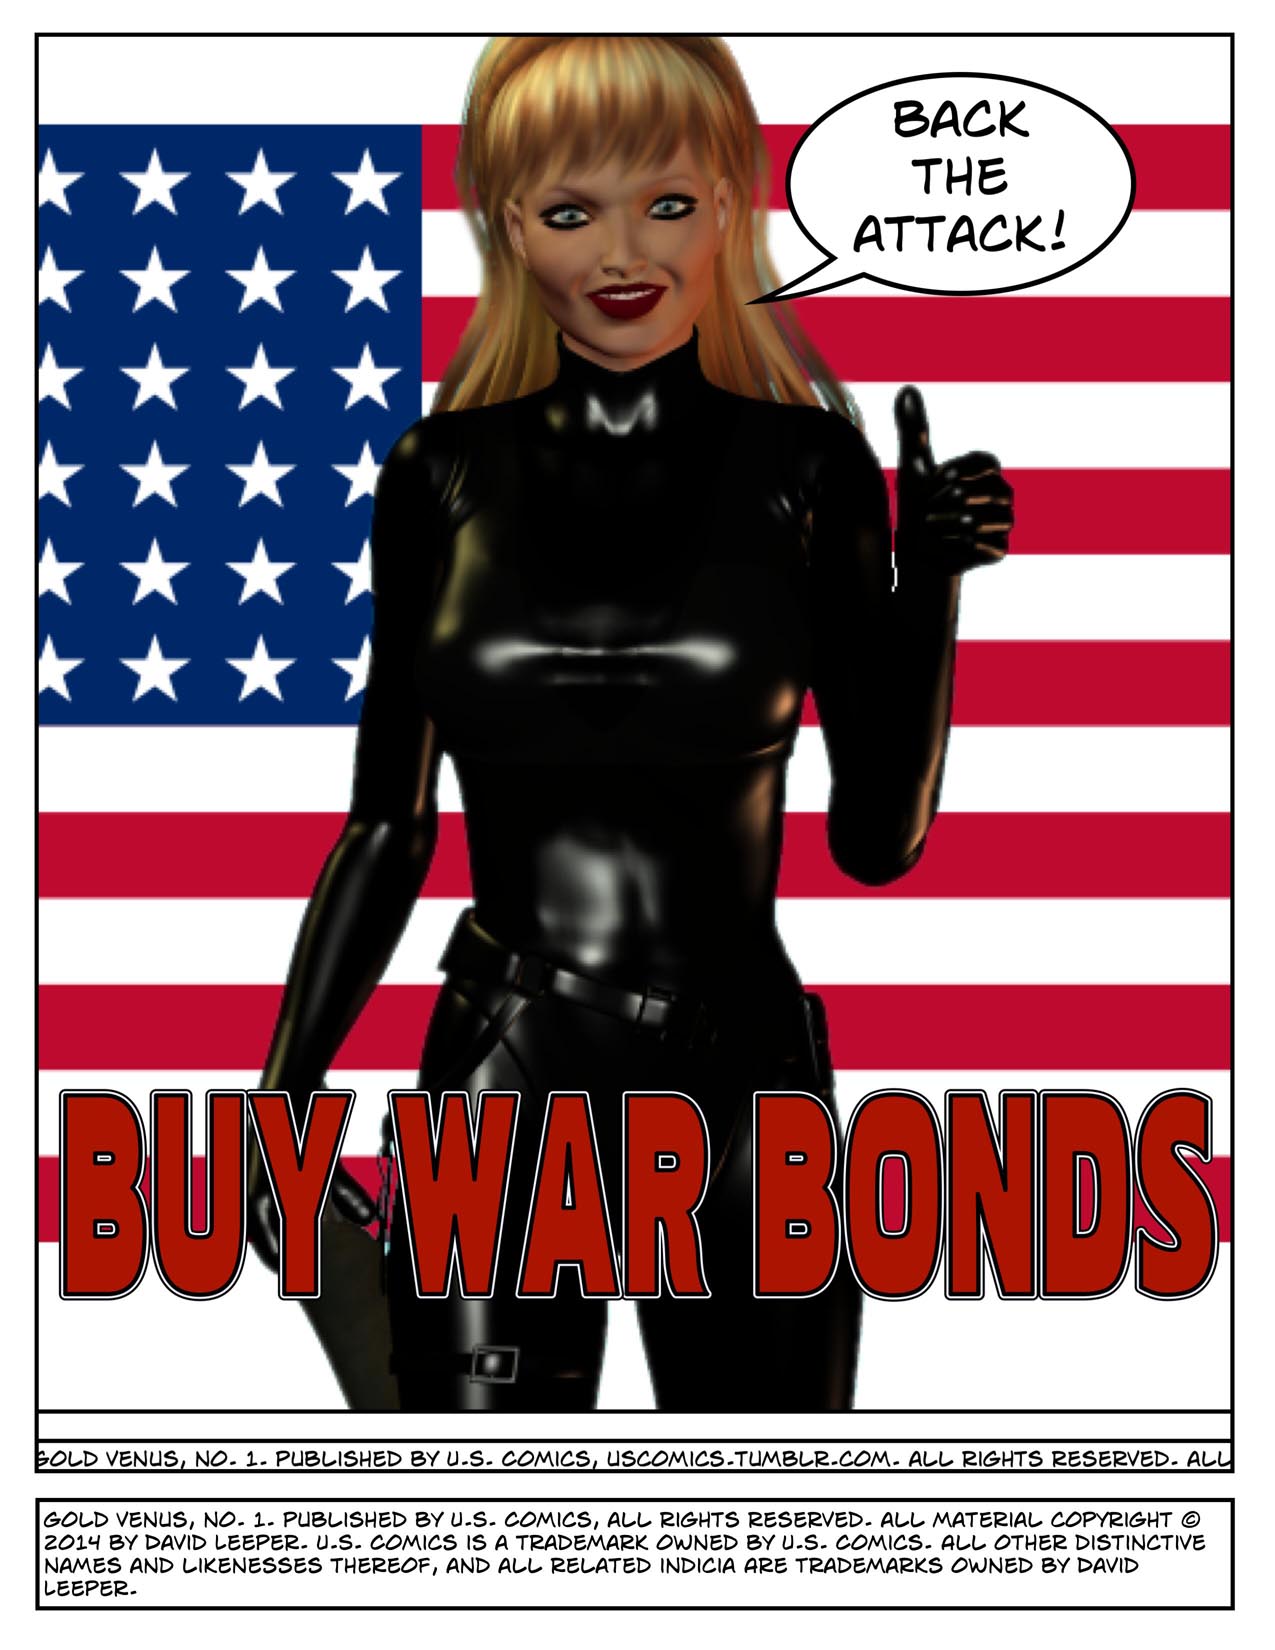 BACK
THE
ATTACK!
BUY WAR BONDS
GOLD VENUS, NO. 1. PUBLISHED BY U.S. COMICS, USCOMICS.TUMBLR.COM. ALL RIGHTS RESERVED. ALL
GOLD VENUS, NO. 1. PUBLISHED BY U.S. COMICS, ALL RIGHTS RESERVED. ALL MATERIAL COPYRIGHT ©
2014 BY DAVID LEEPER. U.S. COMICS IS A TRADEMARK OWNED BY U.S. COMICS. ALL OTHER DISTINCTIVE
NAMES AND LIKENESSES THEREOF, AND ALL RELATED INDICIA ARE TRADEMARKS OWNED BY DAVID
LEEPER.